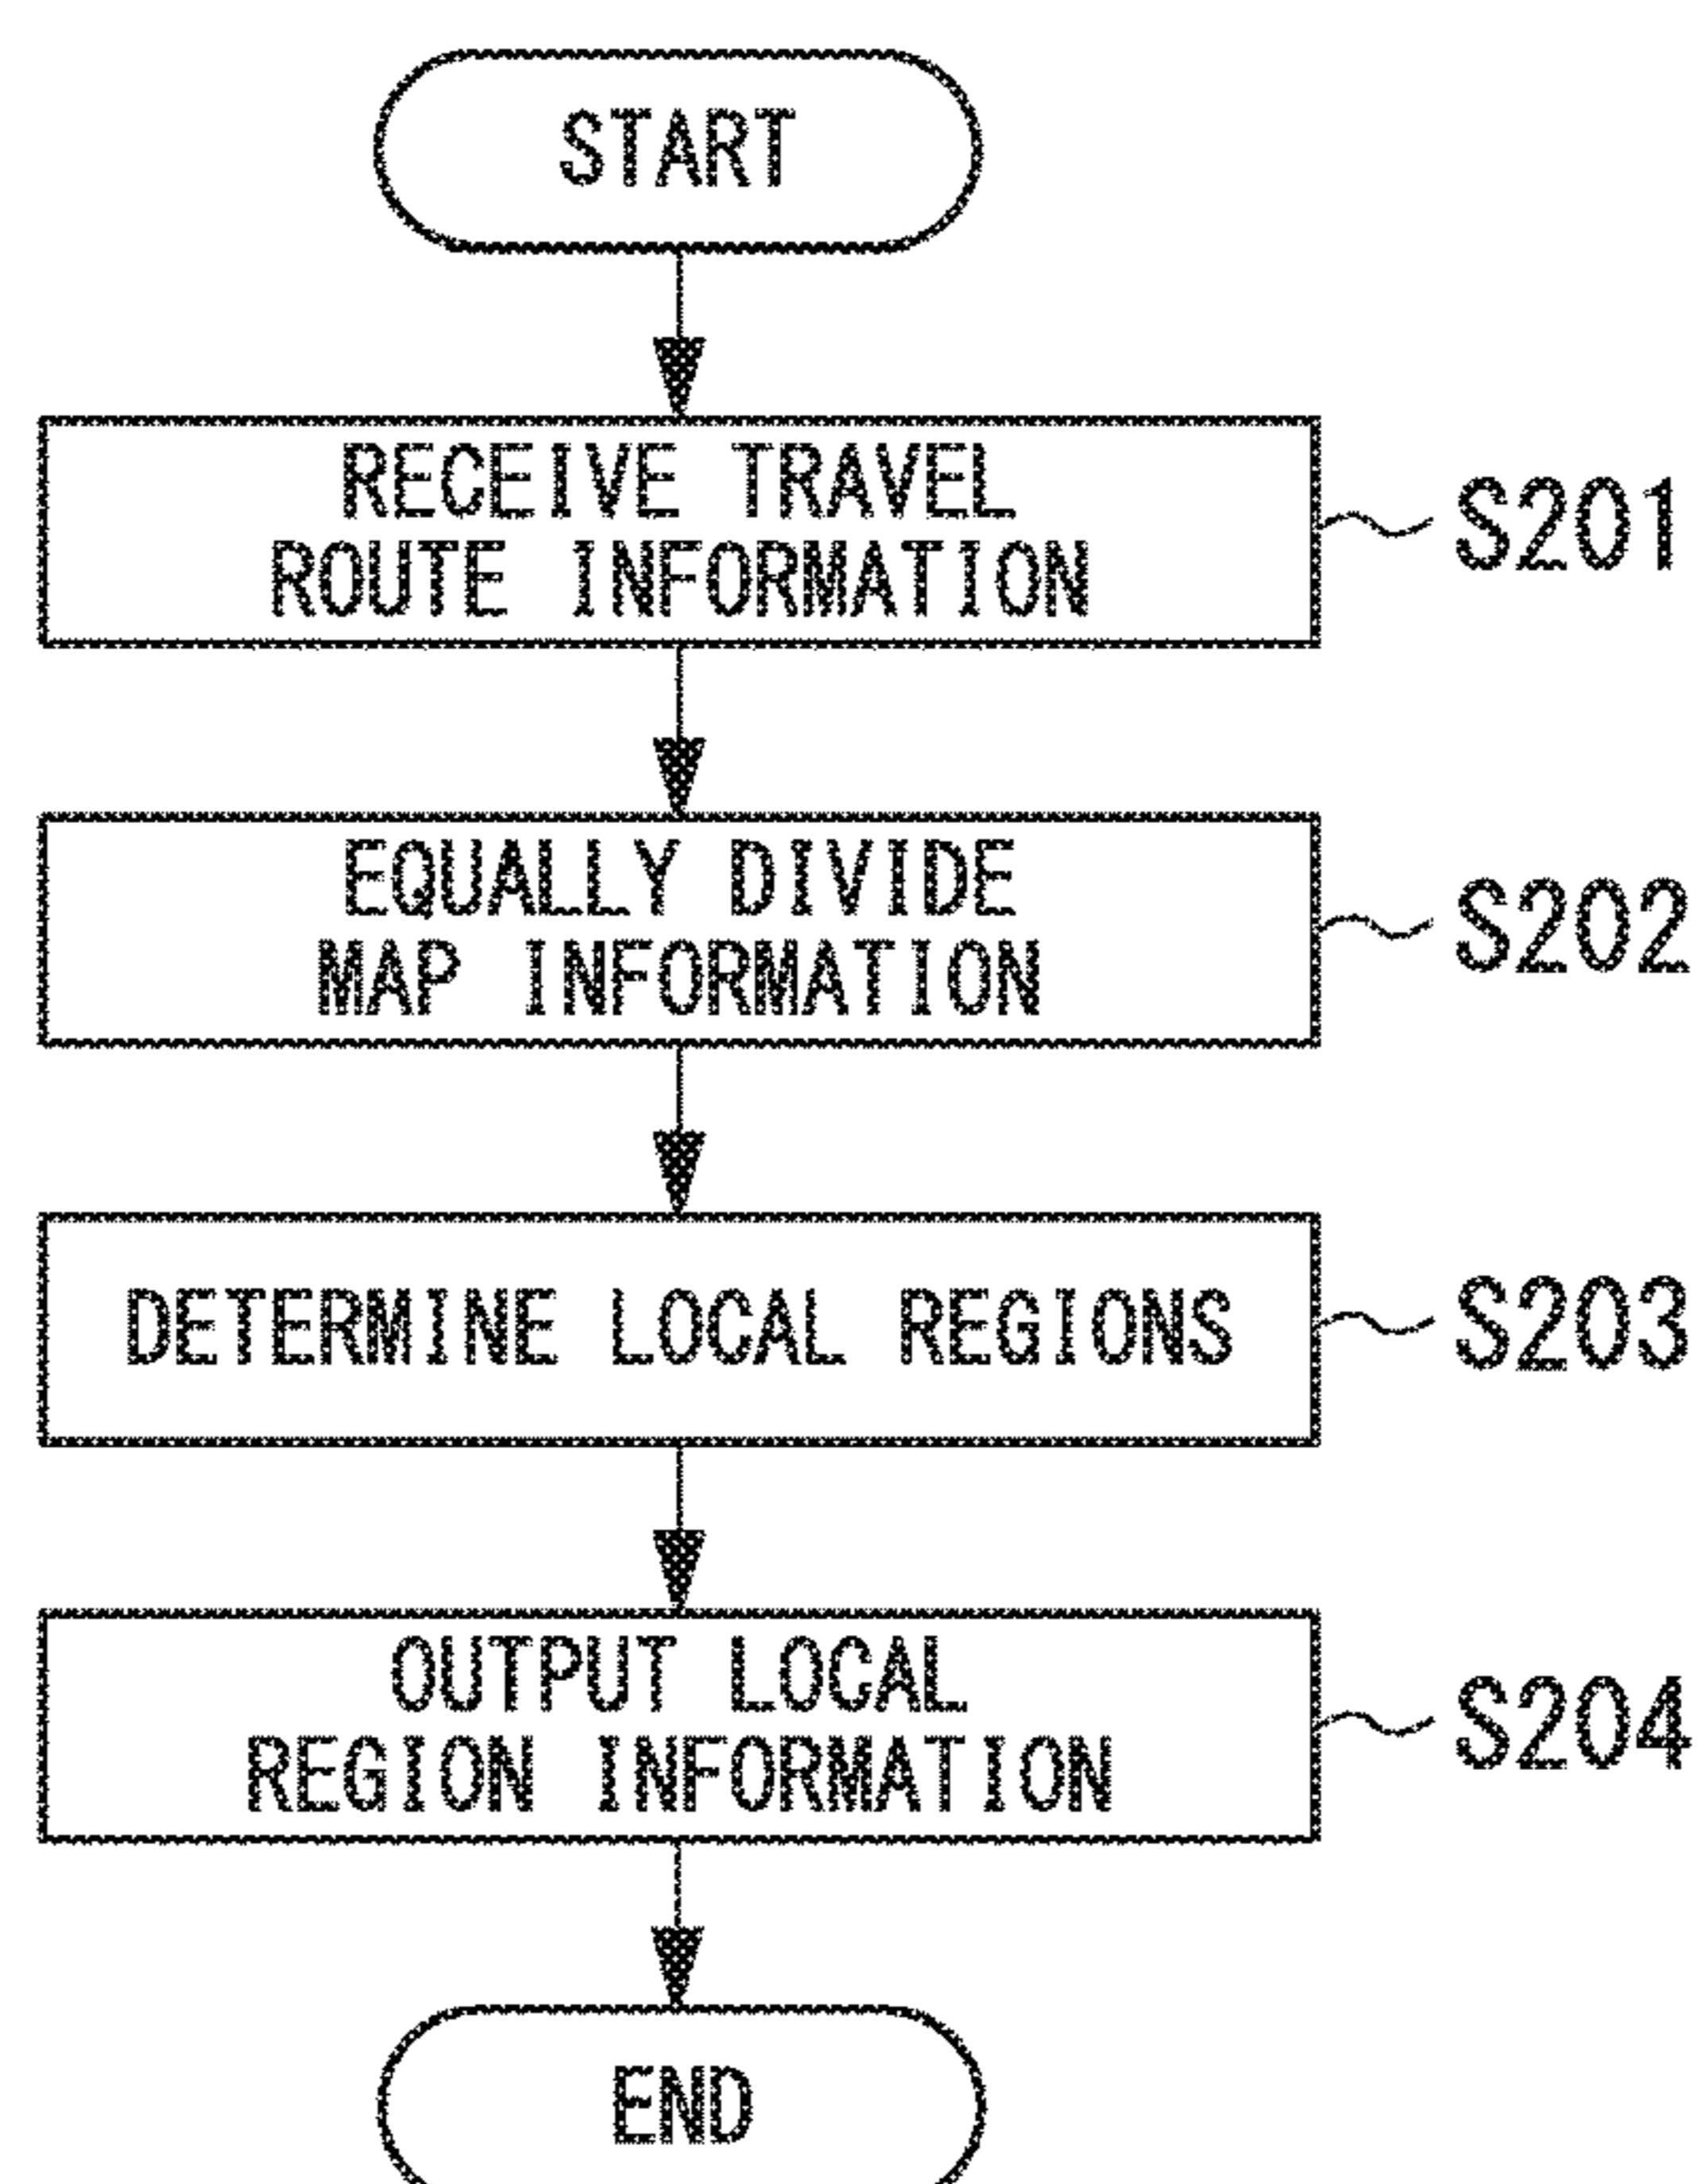 START
RECEIVE TRAVEL
ROUTE INFORMATION
S201
EQUALLY DIVIDE
MAP INFORMATION
S202
DETERMINE LOCAL REGIONS
S203
OUTPUT LOCAL
REGION INFORMATION
S204
END